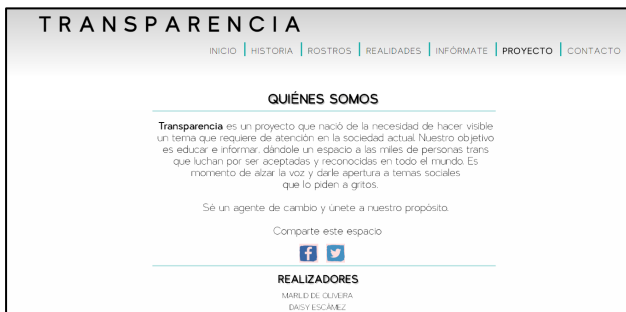 TRANSPARENCIA
INICIO HISTORIA ROSTROS REALIDADES INFÓRMATE PROYECTO CONTACTO
QUIÉNES SOMOS
Transparencia es un proyecto que nació de la necesidad de hacer visible
un tema que requiere de atención en la sociedad actual. Nuestro objetivo
es educar e informar, dándole un espacio a las miles de personas trans
que luchan por ser aceptadas y reconocidas en todo el mundo. Es
momento de alzar la voz y darle apertura a temas sociales
que lo piden a gritos.
Sé un agente de cambio y únete a nuestro propósito.
Comparte este espacio
REALIZADORES
MARLID DE OLIVEIRA
DAISY ESCÁMEZ